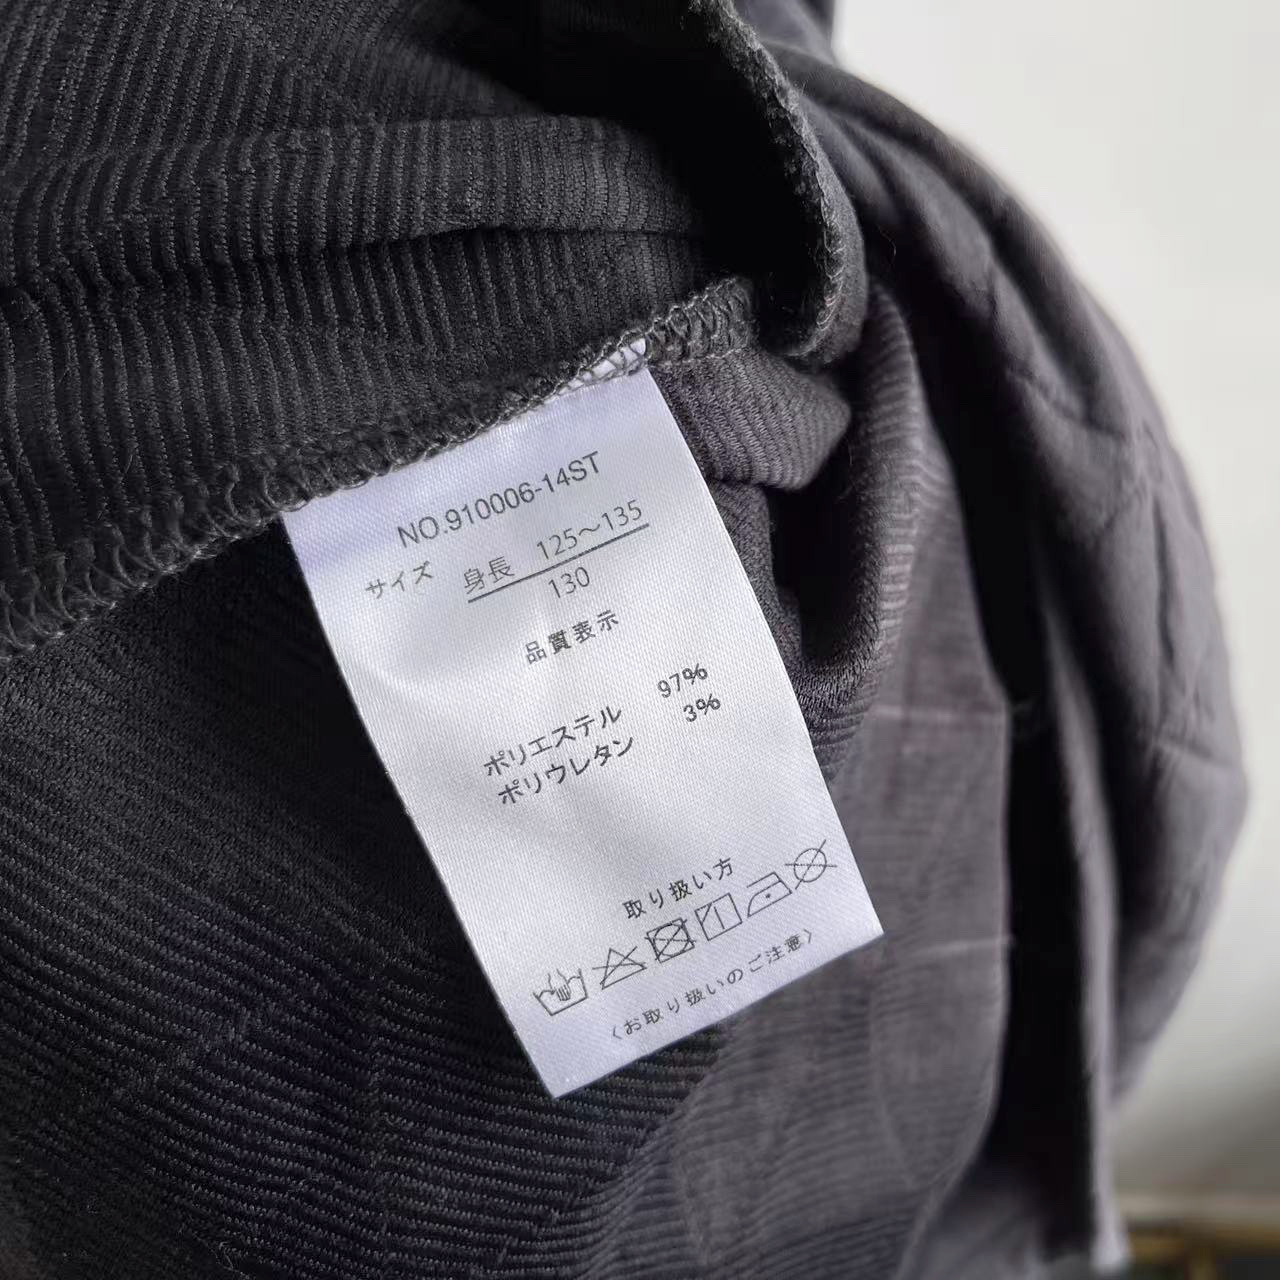 NO.910006-14ST
サイズ 身長 125～135
130
品質表示
ポリエステル 97%
ポリウレタン 3%
取り扱い方
〈お取り扱いのご注意〉